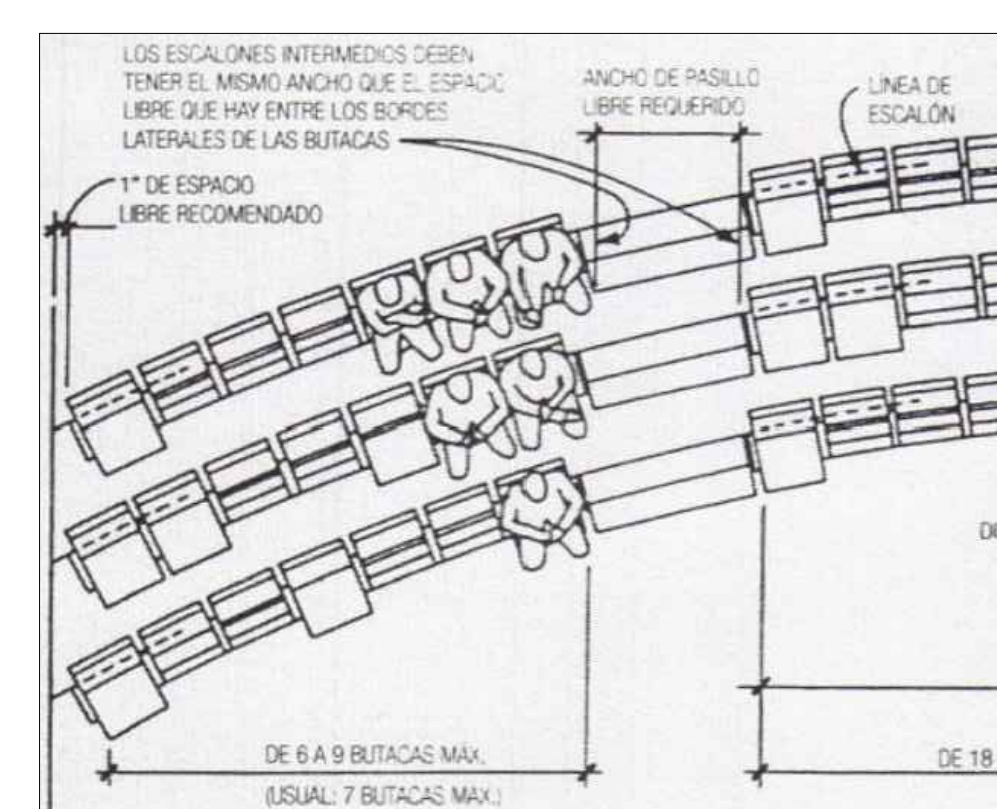 LOS ESCALONES INTERMEDIOS DEBEN
TENER EL MISMO ANCHO QUE EL ESPACIO
LIBRE QUE HAY ENTRE LOS BORDES
LATERALES DE LAS BUTACAS
ANCHO DE PASILLO
LIBRE REQUERIDO
LÍNEA DE
ESCALÓN
1" DE ESPACIO
LIBRE RECOMENDADO
DE 6 A 9 BUTACAS MÁX.
(USUAL: 7 BUTACAS MAX.)
DE 18